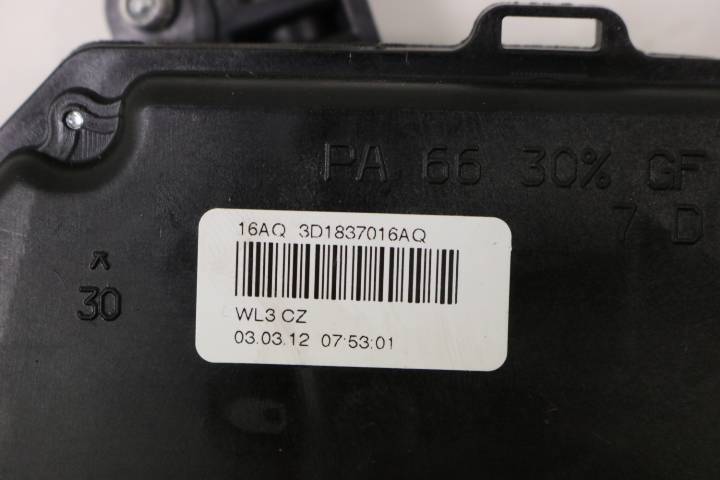 PA 66 30% GF
7 D
16AQ 3D1837016AQ
WL3 CZ
03.03.12 07:53:01
30